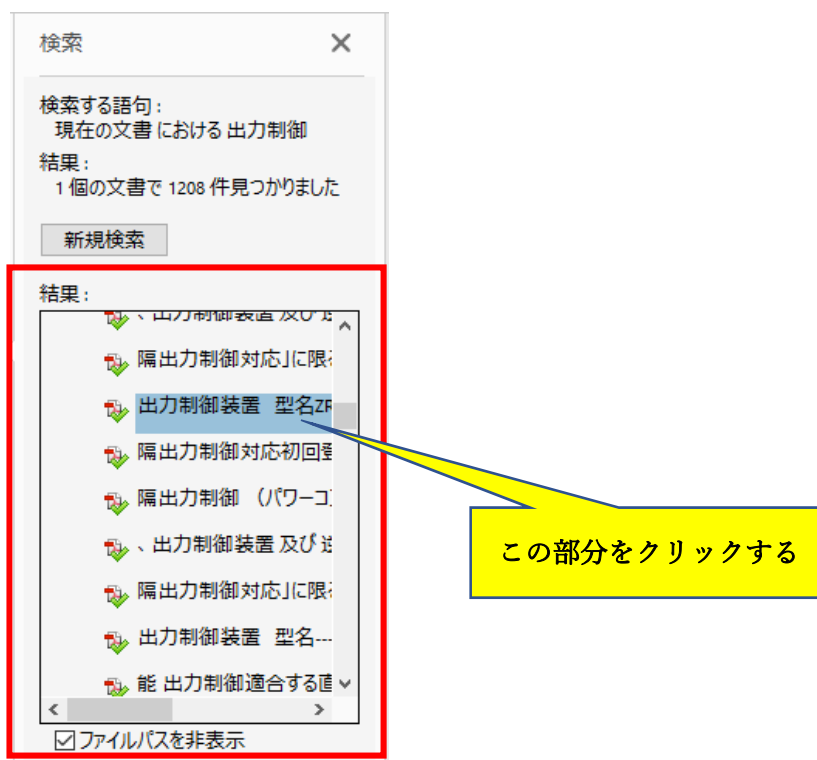 検索
検索する語句 :
現在の文書 における 出力制御
結果 :
1 個の文書で 1208 件見つかりました
新規検索
結果 :
、出力制御装置 及び 逆
隔出力制御対応」に限
出力制御装置 型名ZR
隔出力制御対応初回
隔出力制御 （パワーコ
、出力制御装置 及び 逆
隔出力制御対応」に限
出力制御装置 型名---
能 出力制御適合する直
ファイルパスを非表示
この部分をクリックする